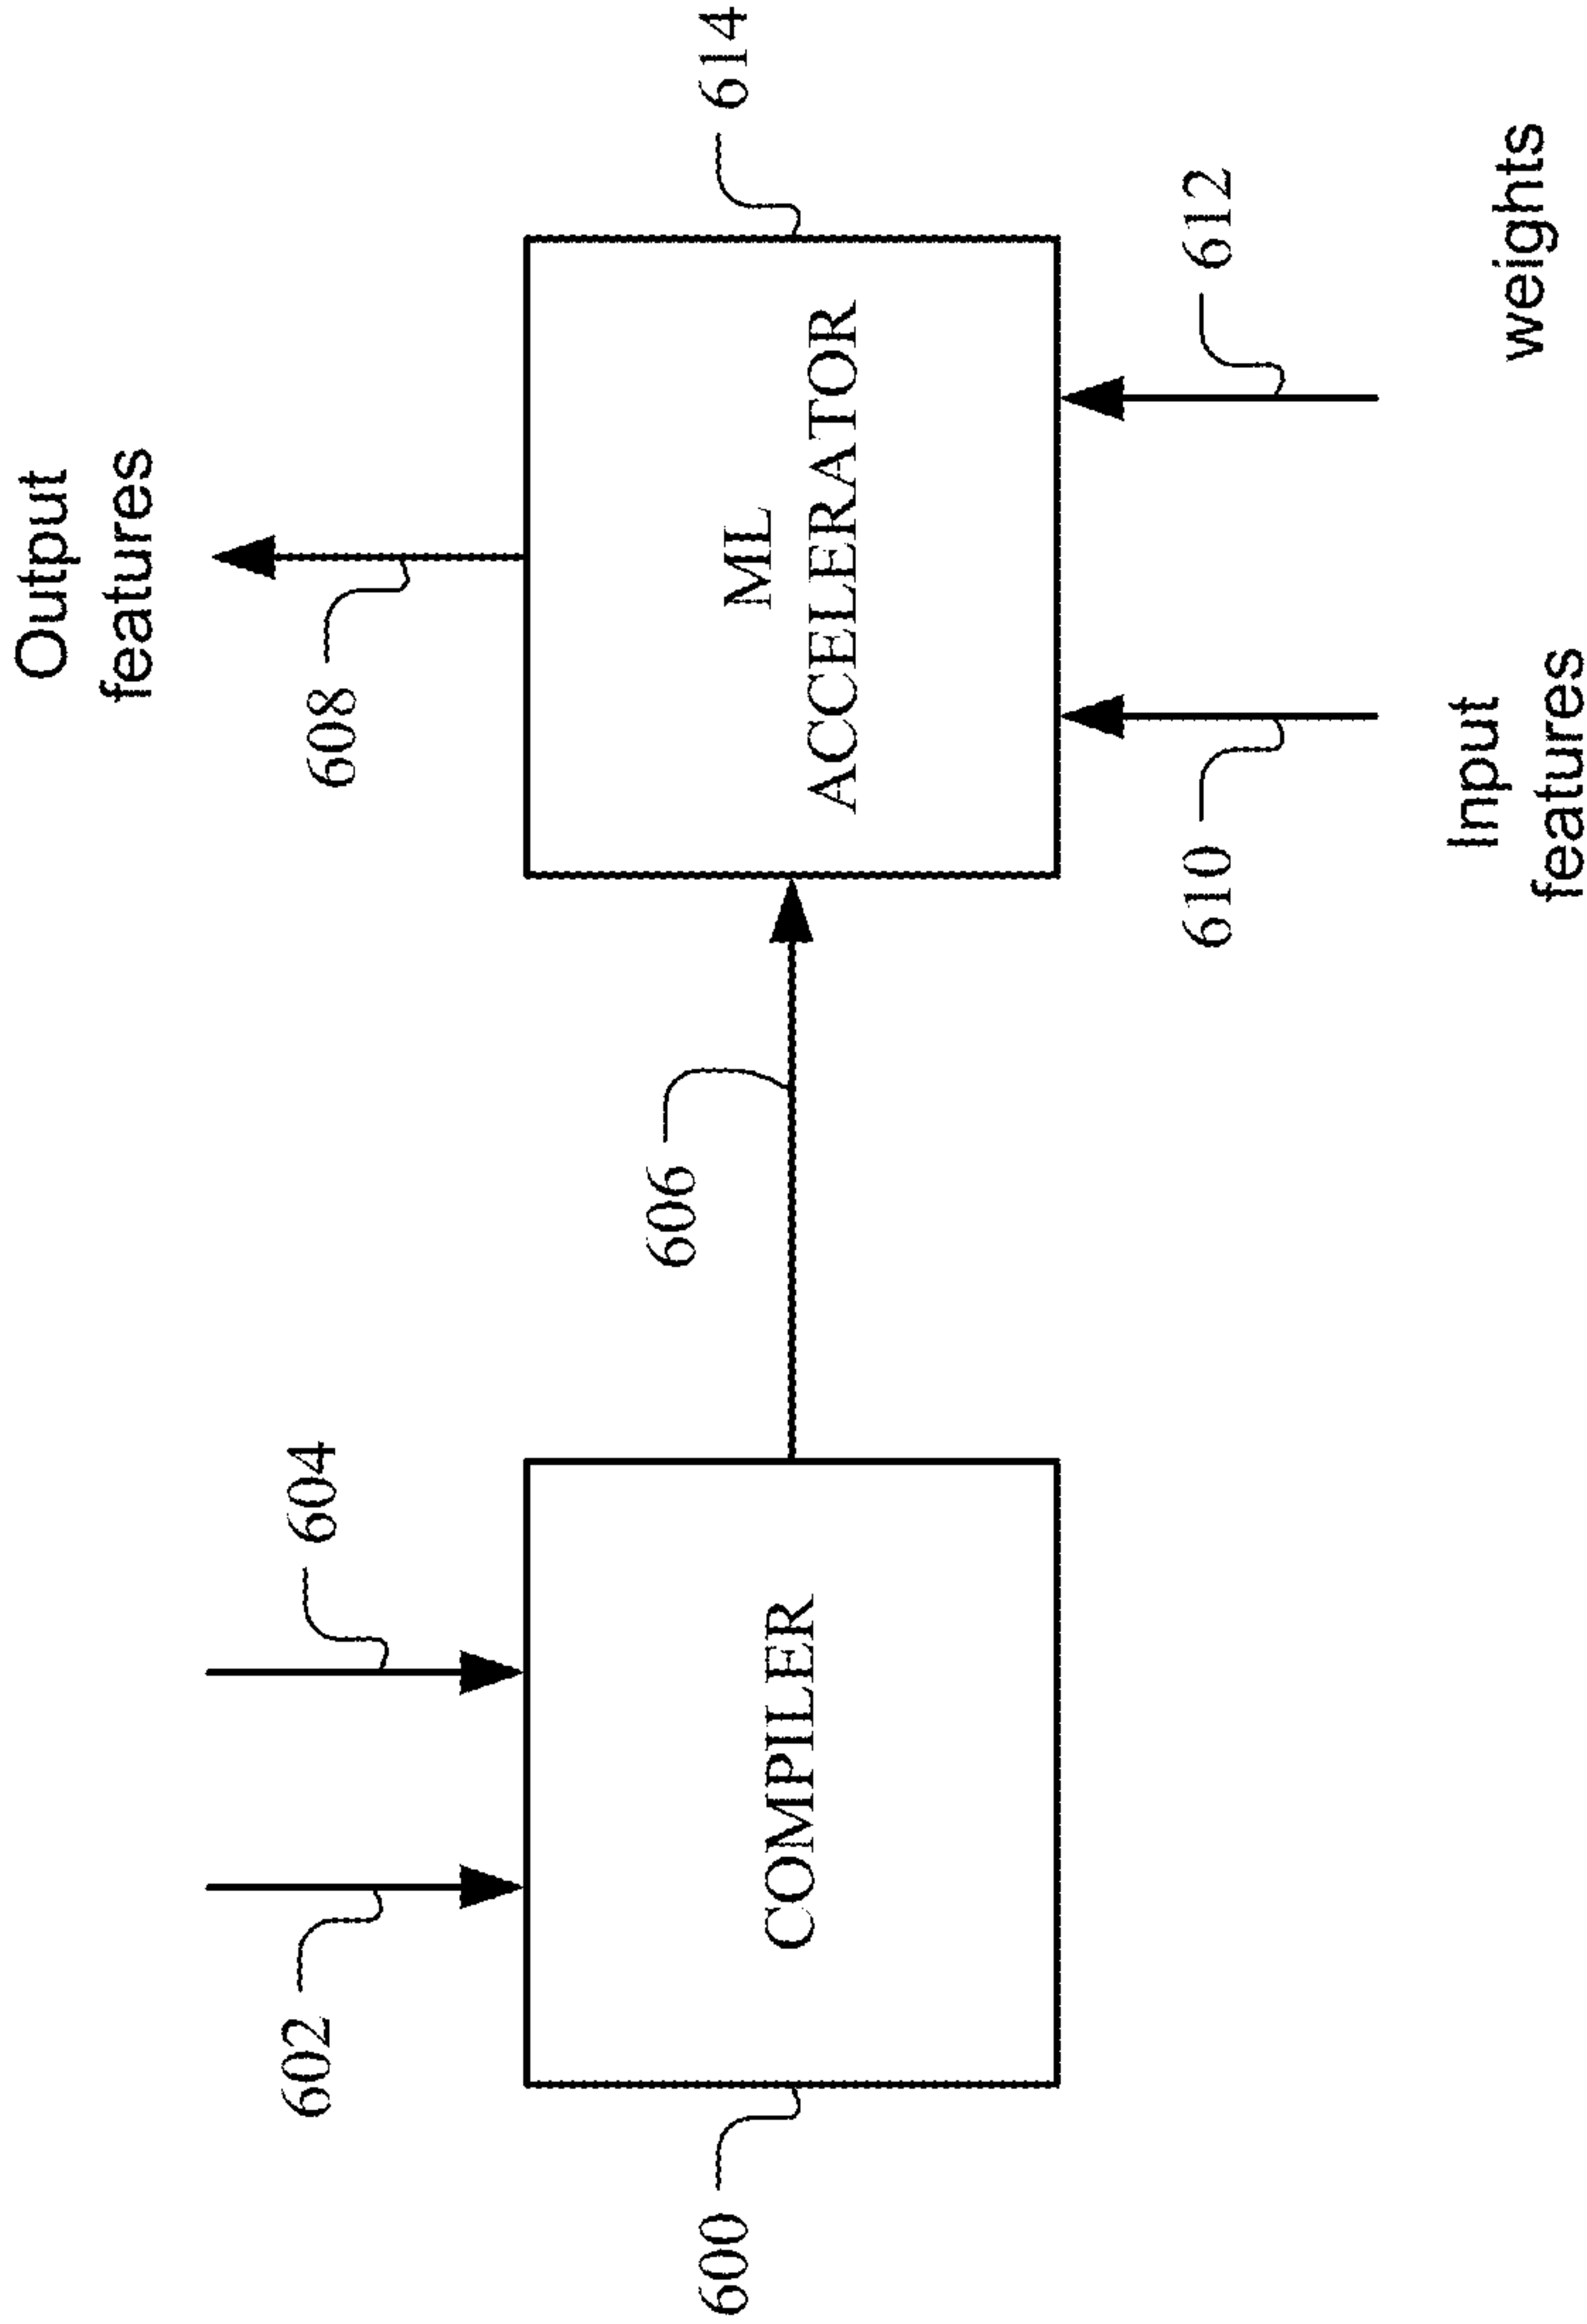 Output
features
602
604
608
600
606
614
COMPILER
ML
ACCELERATOR
610
612
Input
features
weights